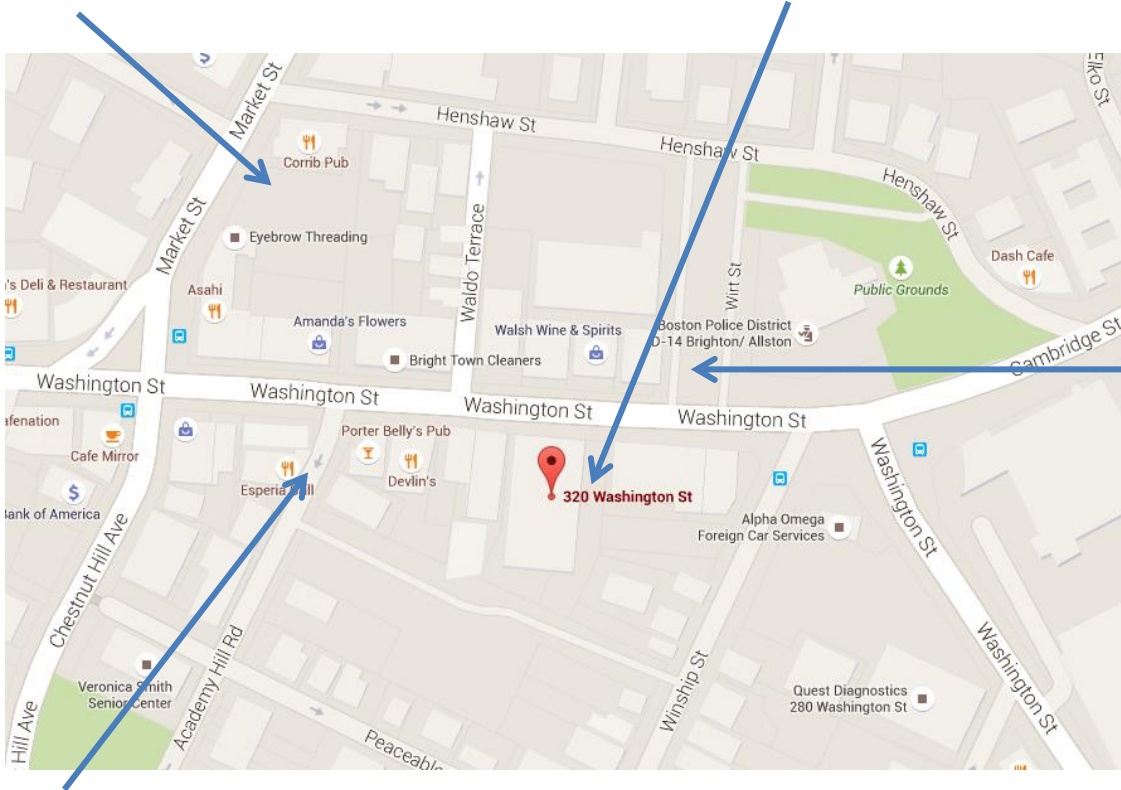 Elko St
Market St
Henshaw St
Corrib Pub
Henshaw St
Henshaw St
Market St
Waldo Terrace
Eyebrow Threading
Dash Cafe
Wirt St
Public Grounds
's Deli & Restaurant
Asahi
Amanda's Flowers
Walsh Wine & Spirits
Boston Police District
D-14 Brighton/ Allston
Bright Town Cleaners
Cambridge St
Washington St
Washington St
Washington St
Washington St
afenation
Cafe Mirror
Porter Belly's Pub
Devlin's
Esperia
320 Washington St
Bank of America
Alpha Omega
Foreign Car Services
Washington St
Chestnut Hill Ave
Academy Hill Rd
Winship St
Washington St
Veronica Smith
Senior Center
Quest Diagnostics
280 Washington St
Hill Ave
Peaceable